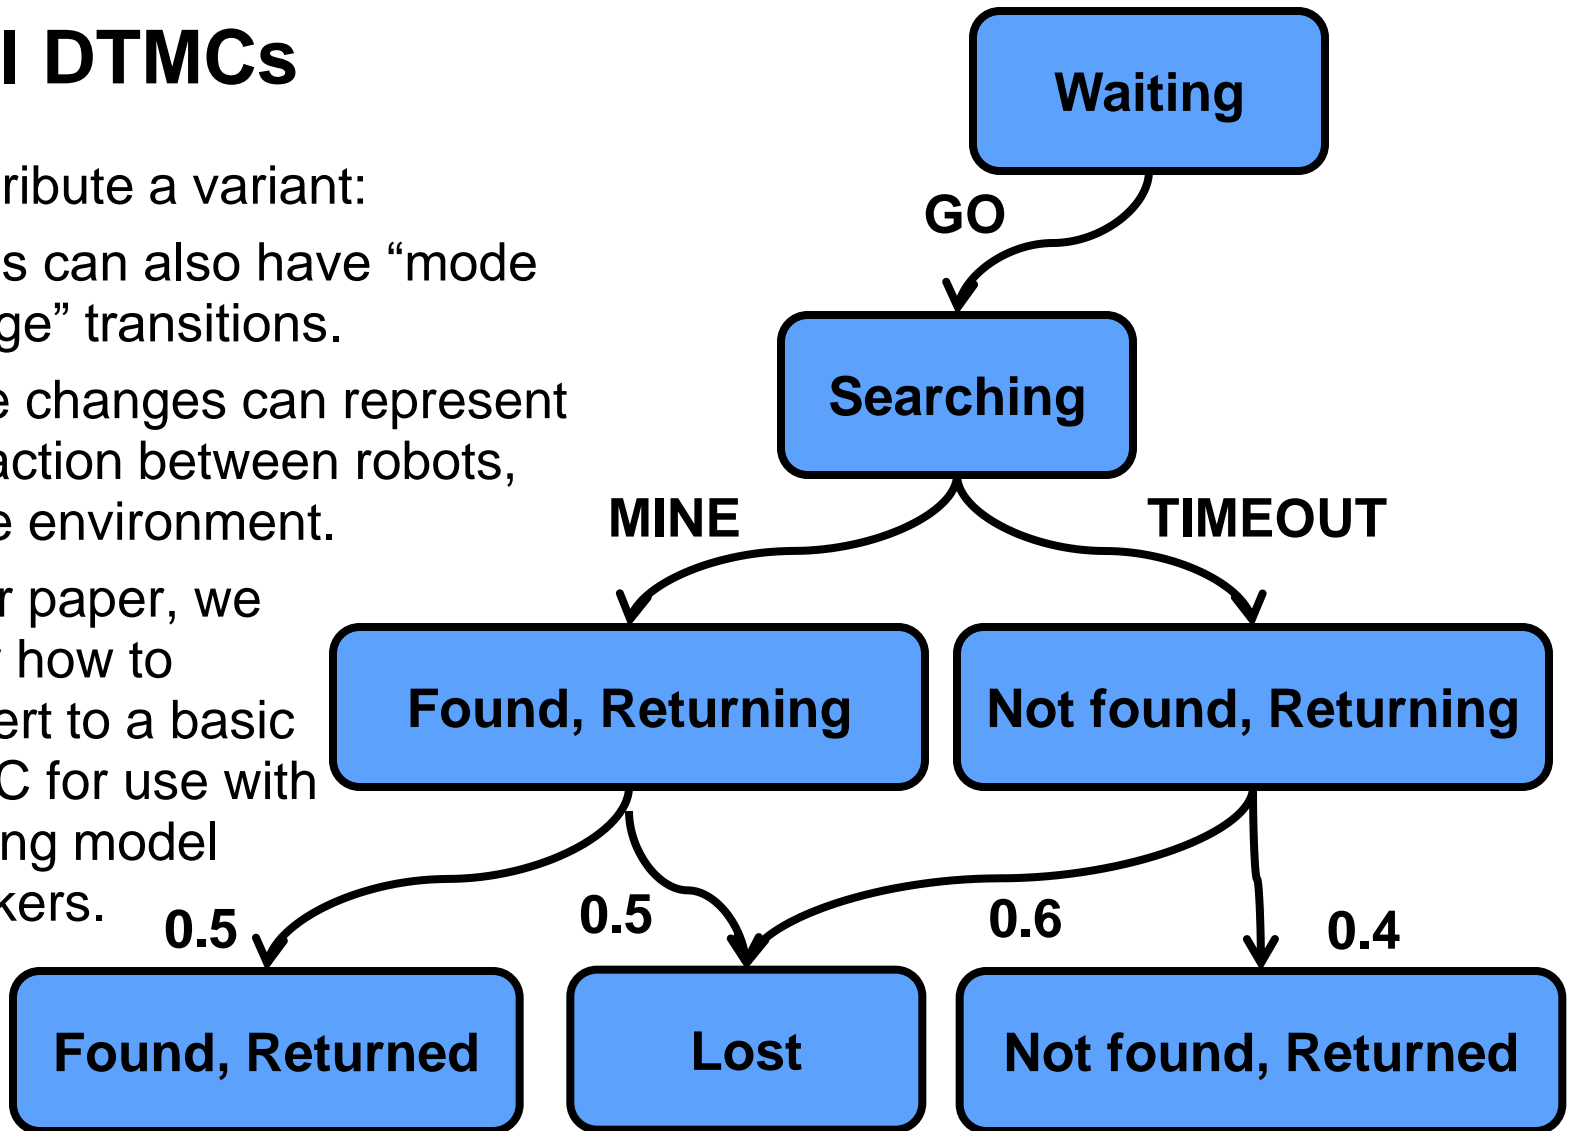 l DTMCs
ribute a variant:
s can also have “mode
ge” transitions.
e changes can represent
action between robots,
e environment.
r paper, we
how to
ert to a basic
C for use with
ng model
kers.
Waiting
GO
Searching
MINE
TIMEOUT
Found, Returning
Not found, Returning
0.5
0.5
0.6
0.4
Found, Returned
Lost
Not found, Returned